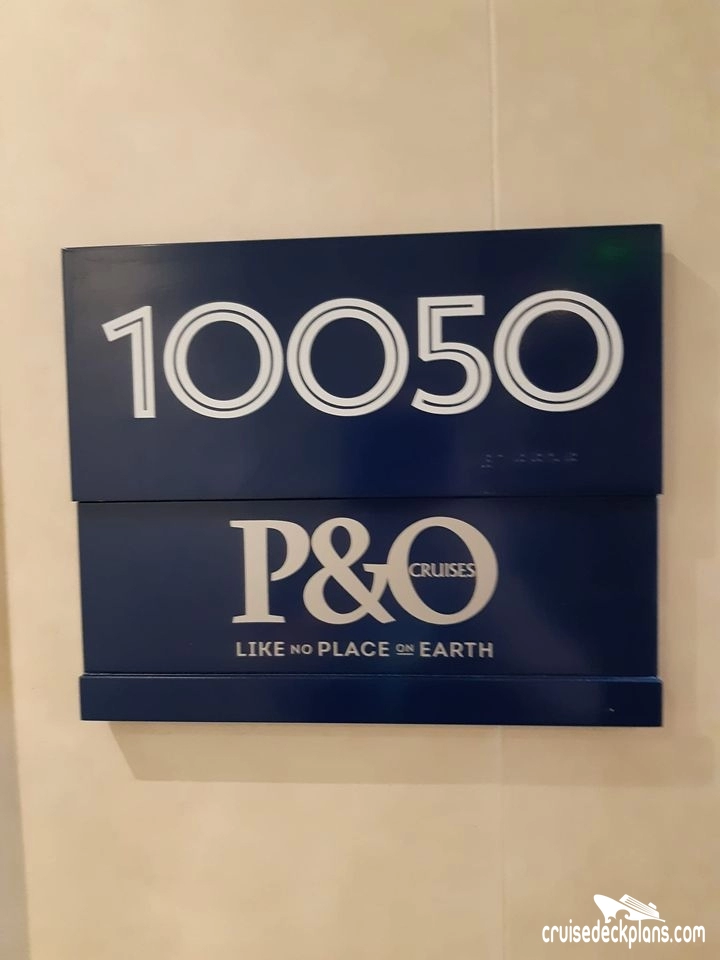 10050
P&O CRUISES
LIKE NO PLACE ON EARTH
cruisedeckplans.com